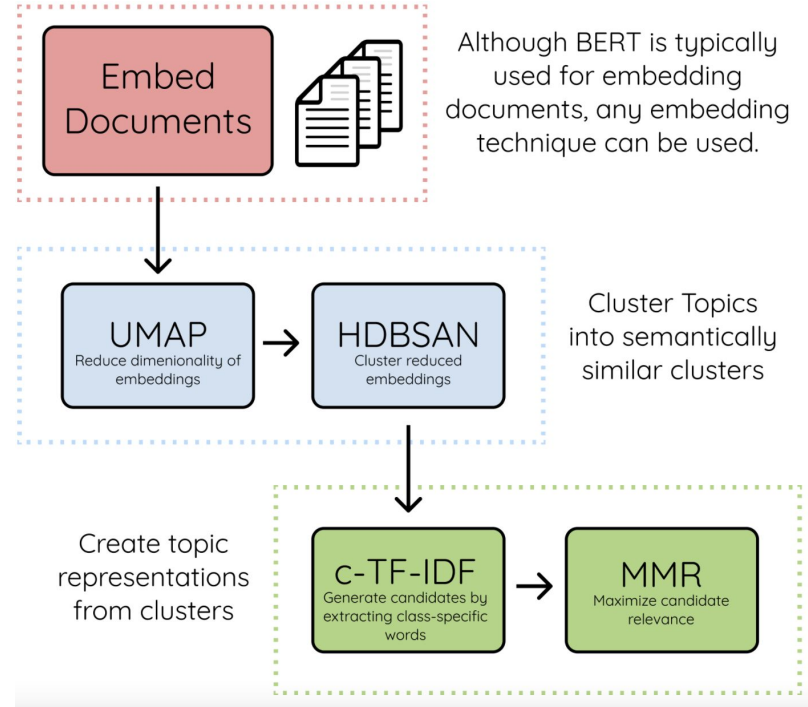 Embed
Documents
Although BERT is typically
used for embedding
documents, any embedding
technique can be used.
UMAP
Reduce dimenionality of
embeddings
HDBSAN
Cluster reduced
embeddings
Cluster Topics
into semantically
similar clusters
Create topic
representations
from clusters
c-TF-IDF
Generate candidates by
extracting class-specific
words
MMR
Maximize candidate
relevance